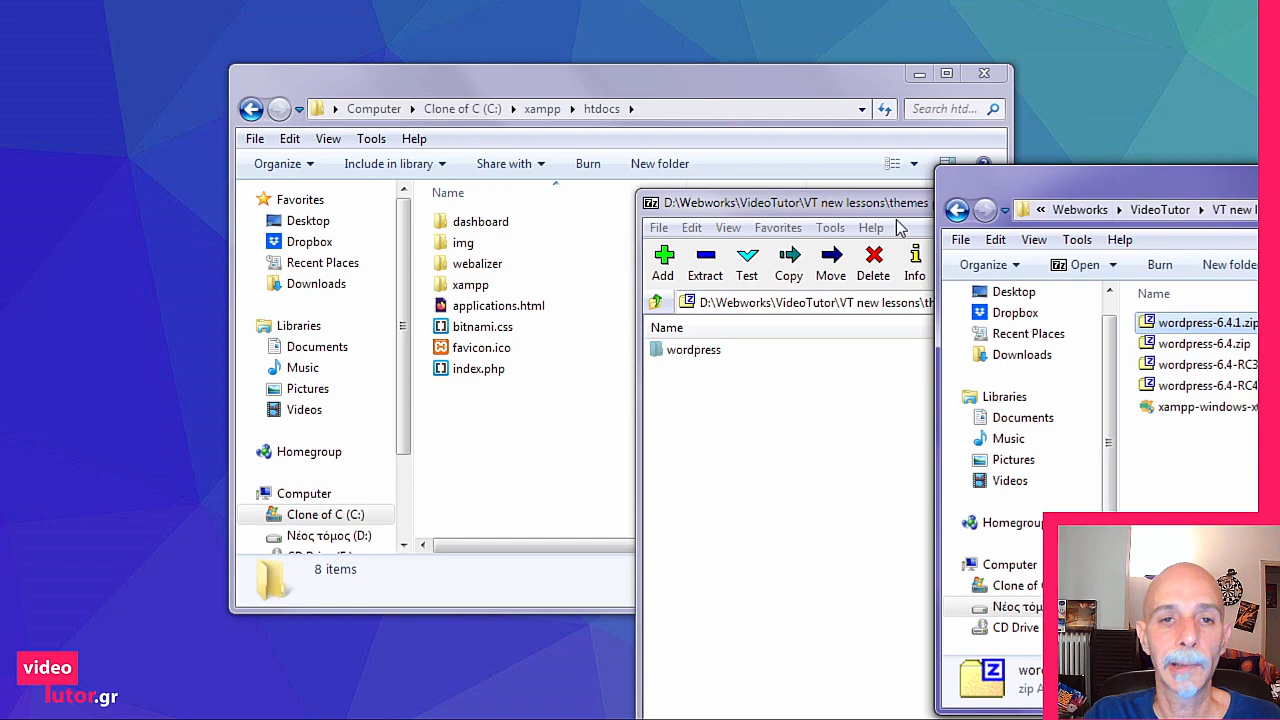 Computer Clone of C (C:) xampp htdocs
Search htd...
File Edit View Tools Help
Organize Include in library Share with Burn New folder
Favorites
Desktop
Dropbox
Recent Places
Downloads
Libraries
Documents
Music
Pictures
Videos
Homegroup
Computer
Clone of C (C:)
Νέος τόμος (D:)
Name
dashboard
img
webalizer
xampp
applications.html
bitnami.css
favicon.ico
index.php
8 items
D:\Webworks\VideoTutor\VT new lessons\themes
File Edit View Favorites Tools Help
Add Extract Test Copy Move Delete Info
D:\Webworks\VideoTutor\VT new lessons\th
Name
wordpress
« Webworks VideoTutor VT new l
File Edit View Tools Help
Organize Open Burn New folde
Desktop
Dropbox
Recent Places
Downloads
Libraries
Documents
Music
Pictures
Videos
Homegroup
Computer
Clone of
Νέος τόμ
CD Drive
Name
wordpress-6.4.1.zip
wordpress-6.4.zip
wordpress-6.4-RC3
wordpress-6.4-RC4
xampp-windows-x
wor
zip A
video
tutor.gr